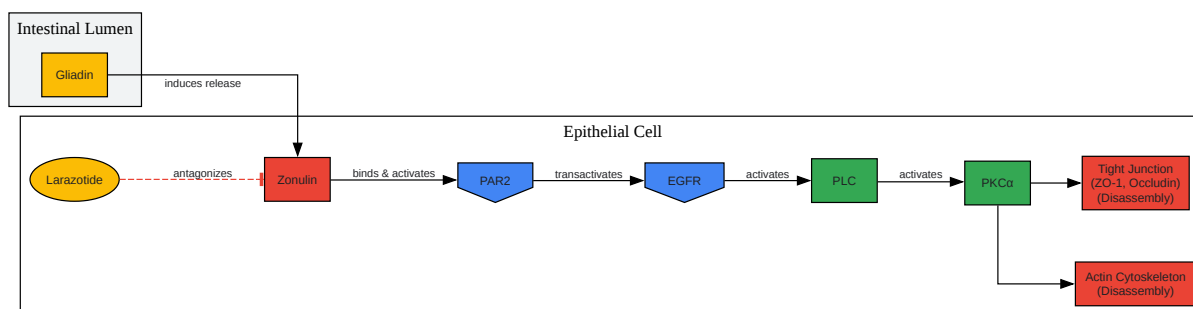 Intestinal Lumen
Gliadin
induces release
Epithelial Cell
Larazotide
antagonizes
Zonulin
binds & activates
PAR2
transactivates
EGFR
activates
PLC
activates
PKCα
Tight Junction
(ZO-1, Occludin)
(Disassembly)
Actin Cytoskeleton
(Disassembly)